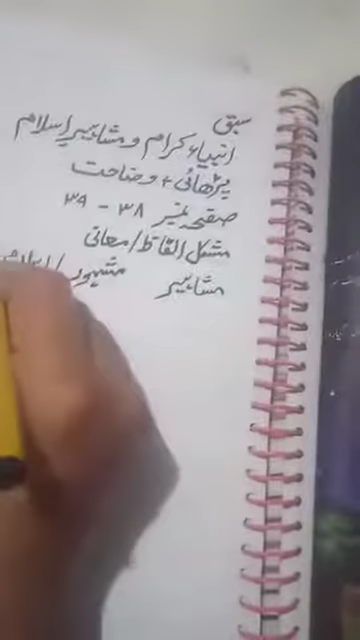 سبق
انبیاء کرام و مشاہیرِ اسلام
پڑھائی + وضاحت
صفحہ نمبر ۳۸ - ۳۹
مشکل الفاظ/معانی
مشاہیر مشہور/